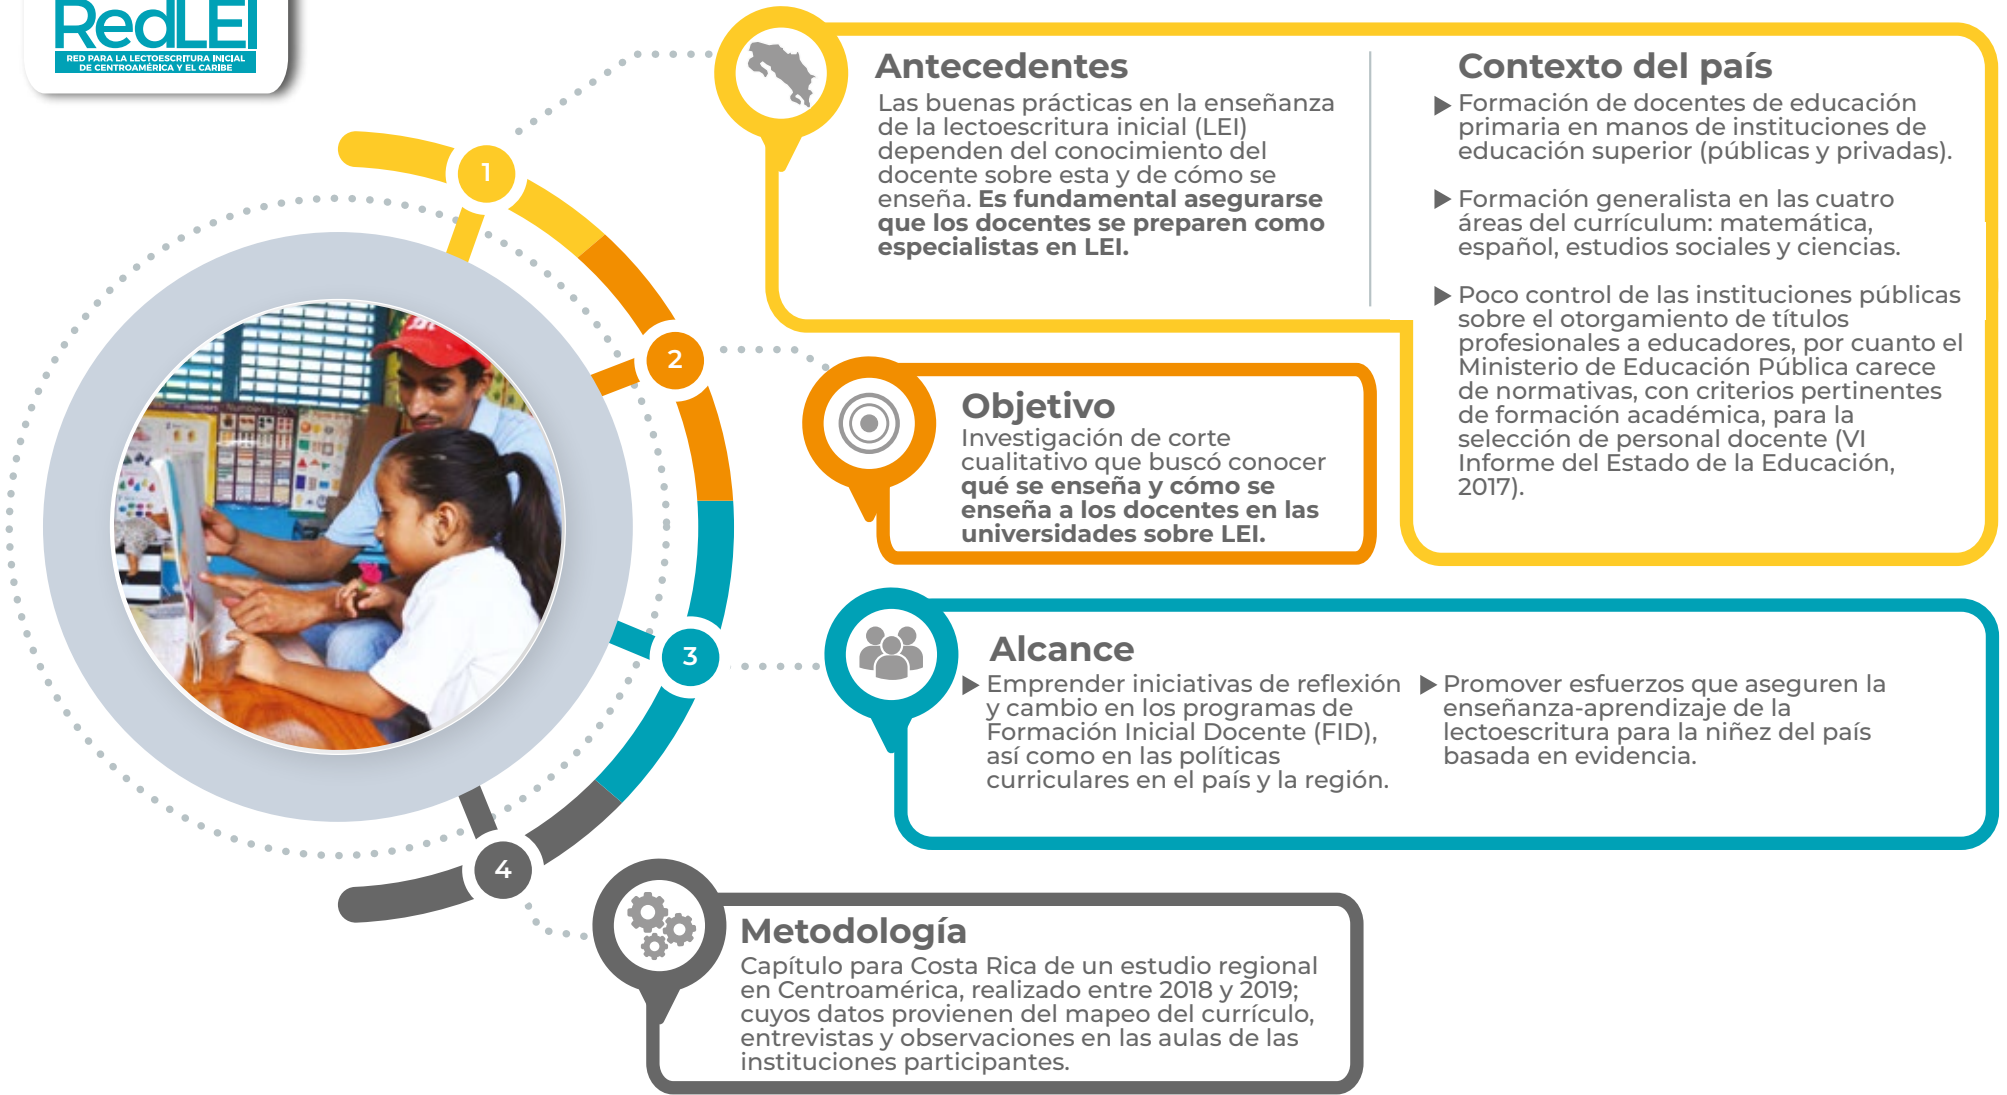 RedLEI
RED PARA LA LECTOESCRITURA INICIAL
DE CENTROAMÉRICA Y EL CARIBE
1
2
3
4
Antecedentes
Las buenas prácticas en la enseñanza
de la lectoescritura inicial (LEI)
dependen del conocimiento del
docente sobre esta y de cómo se
enseña. Es fundamental asegurarse
que los docentes se preparen como
especialistas en LEI.
Contexto del país
Formación de docentes de educación
primaria en manos de instituciones de
educación superior (públicas y privadas).
Formación generalista en las cuatro
áreas del currículum: matemática,
español, estudios sociales y ciencias.
Poco control de las instituciones públicas
sobre el otorgamiento de títulos
profesionales a educadores, por cuanto el
Ministerio de Educación Pública carece
de normativas, con criterios pertinentes
de formación académica, para la
selección de personal docente (VI
Informe del Estado de la Educación,
2017).
Objetivo
Investigación de corte
cualitativo que buscó conocer
qué se enseña y cómo se
enseña a los docentes en las
universidades sobre LEI.
Alcance
Emprender iniciativas de reflexión
y cambio en los programas de
Formación Inicial Docente (FID),
así como en las políticas
curriculares en el país y la región.
Promover esfuerzos que aseguren la
enseñanza-aprendizaje de la
lectoescritura para la niñez del país
basada en evidencia.
Metodología
Capítulo para Costa Rica de un estudio regional
en Centroamérica, realizado entre 2018 y 2019;
cuyos datos provienen del mapeo del currículo,
entrevistas y observaciones en las aulas de las
instituciones participantes.